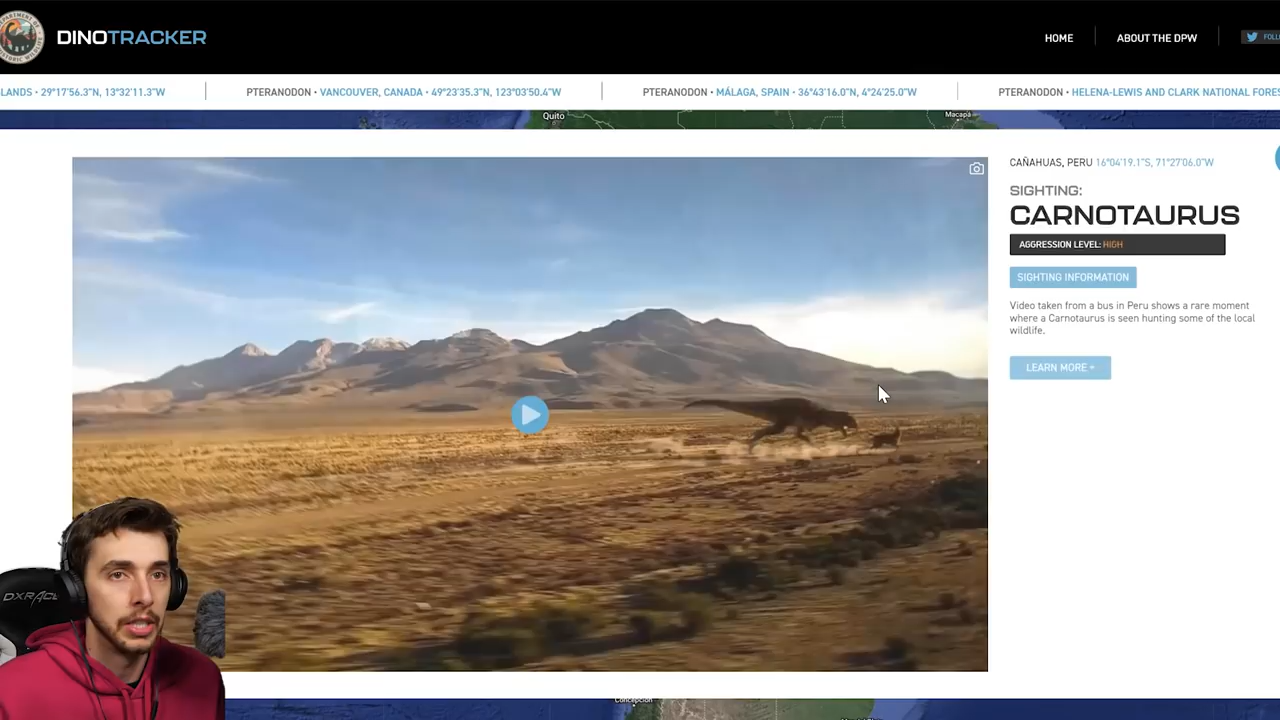 DINOTRACKER
HOME
ABOUT THE DPW
LANDS • 29°17'56.3"N, 13°32'11.3"W
PTERANODON • VANCOUVER, CANADA • 49°23'35.3"N, 123°03'50.4"W
PTERANODON • MÁLAGA, SPAIN • 36°43'16.0"N, 4°24'25.0"W
PTERANODON • HELENA-LEWIS AND CLARK NATIONAL FORES
Quito
Macapá
CAÑAHUAS, PERU 16°04'19.1"S, 71°27'06.0"W
SIGHTING:
CARNOTAURUS
AGGRESSION LEVEL: HIGH
SIGHTING INFORMATION
Video taken from a bus in Peru shows a rare moment
where a Carnotaurus is seen hunting some of the local
wildlife.
LEARN MORE +
Concepción